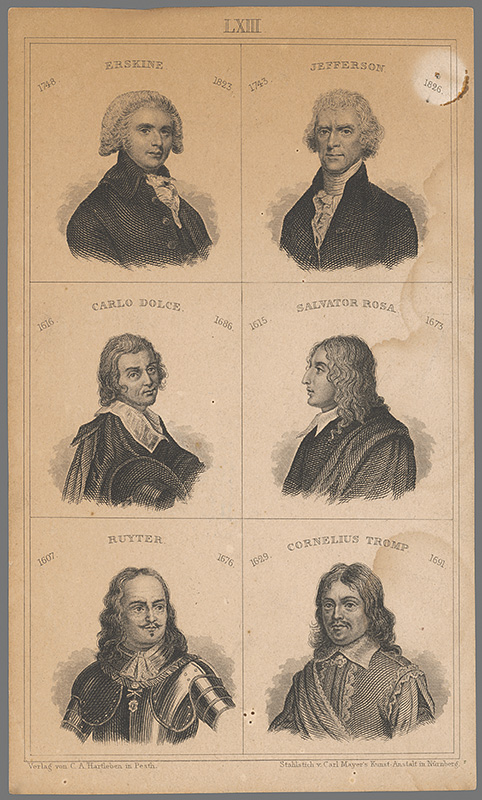 LXIII
ERSKINE.
1748
1823.
JEFFERSON
1743.
1826.
CARLO DOLCE.
1616.
1686.
SALVATOR ROSA.
1615.
1673.
RUYTER.
1607
1676.
CORNELIUS TROMP
1629.
1691.
Verlag von C. A. Hartleben in Pesth.
Stahlstich v. Carl Mayer's Kunst-Anstalt in Nürnberg.